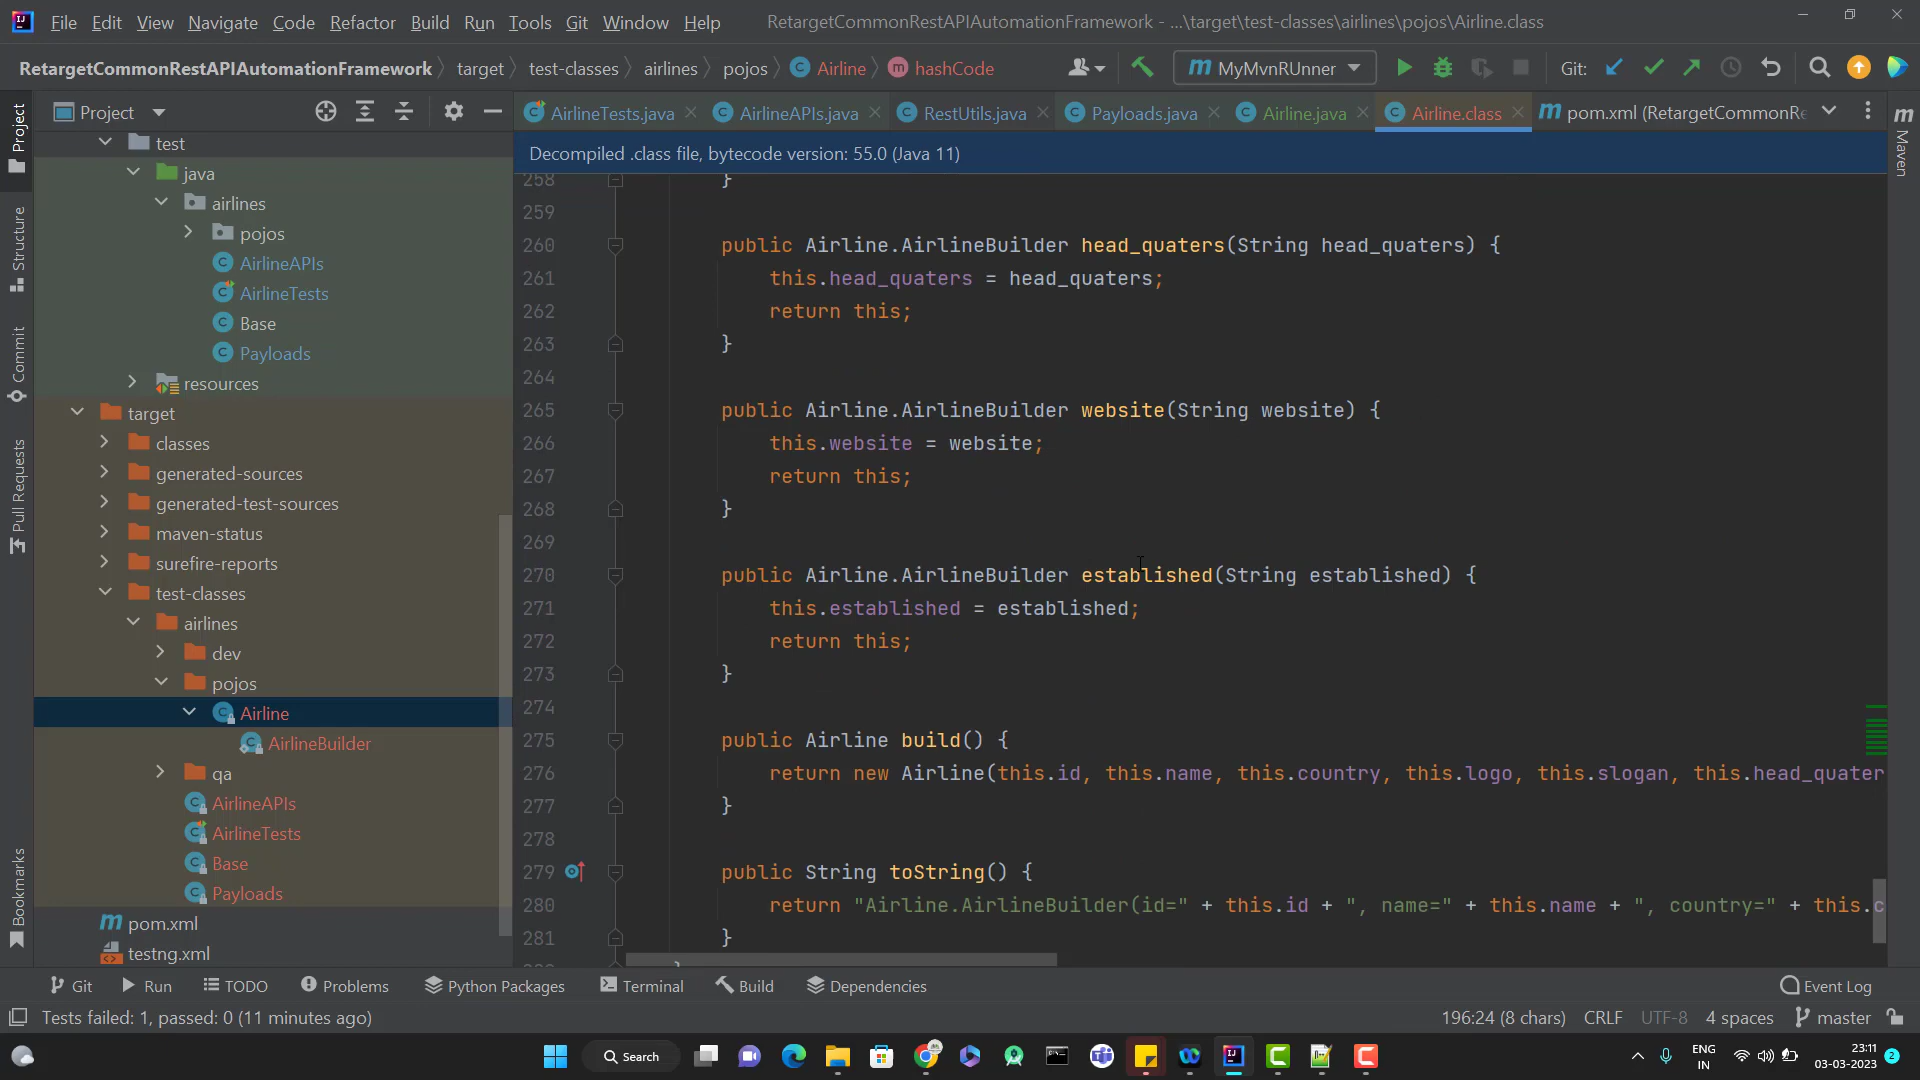 File Edit View Navigate Code Refactor Build Run Tools Git Window Help RetargetCommonRestAPIAutomationFramework - ...\target\test-classes\airlines\pojos\Airline.class
RetargetCommonRestAPIAutomationFramework target test-classes airlines pojos Airline hashCode MyMvnRUnner Git:
Project
AirlineTests.java AirlineAPIs.java RestUtils.java Payloads.java Airline.java Airline.class pom.xml (RetargetCommonRe
Decompiled .class file, bytecode version: 55.0 (Java 11)
Project
Structure
Commit
Pull Requests
Bookmarks
Maven
test
java
airlines
pojos
AirlineAPIs
AirlineTests
Base
Payloads
resources
target
classes
generated-sources
generated-test-sources
maven-status
surefire-reports
test-classes
airlines
dev
pojos
Airline
AirlineBuilder
qa
AirlineAPIs
AirlineTests
Base
Payloads
pom.xml
testng.xml
258 }
259
260 public Airline.AirlineBuilder head_quaters(String head_quaters) {
261 this.head_quaters = head_quaters;
262 return this;
263 }
264
265 public Airline.AirlineBuilder website(String website) {
266 this.website = website;
267 return this;
268 }
269
270 public Airline.AirlineBuilder established(String established) {
271 this.established = established;
272 return this;
273 }
274
275 public Airline build() {
276 return new Airline(this.id, this.name, this.country, this.logo, this.slogan, this.head_quater
277 }
278
279 public String toString() {
280 return "Airline.AirlineBuilder(id=" + this.id + ", name=" + this.name + ", country=" + this.c
281 }
Git Run TODO Problems Python Packages Terminal Build Dependencies Event Log
Tests failed: 1, passed: 0 (11 minutes ago) 196:24 (8 chars) CRLF UTF-8 4 spaces master
Search
ENG
IN
23:11
03-03-2023
2